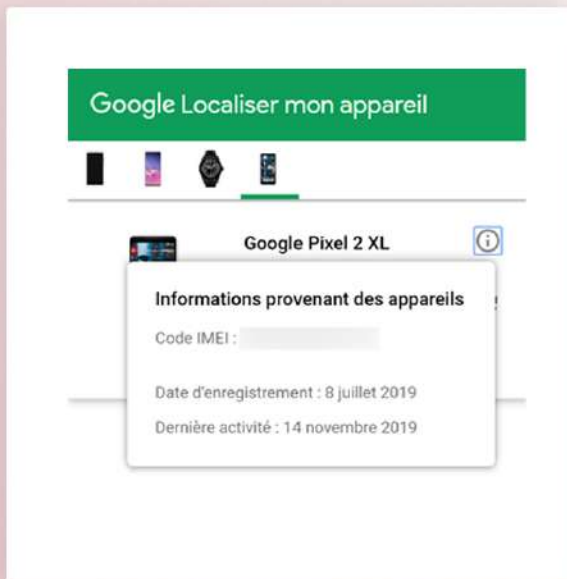 Google Localiser mon appareil
Google Pixel 2 XL
Informations provenant des appareils
Code IMEI :
Date d'enregistrement : 8 juillet 2019
Dernière activité : 14 novembre 2019